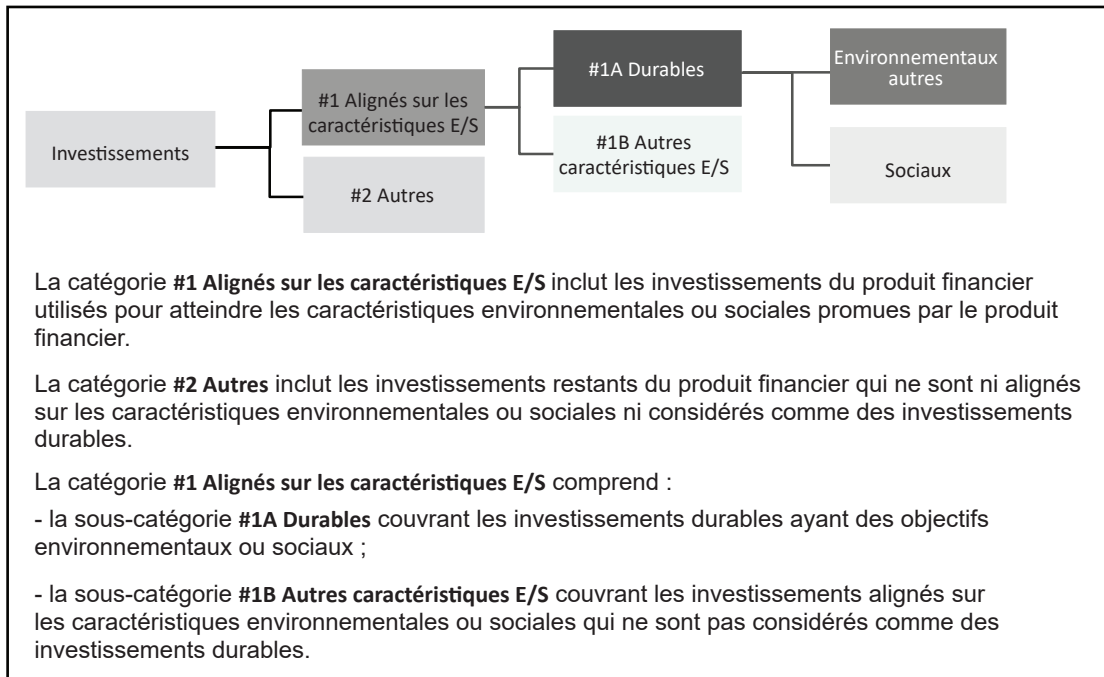 Investissements
#1 Alignés sur les
caractéristiques E/S
#2 Autres
#1A Durables
#1B Autres
caractéristiques E/S
Environnementaux
autres
Sociaux
La catégorie #1 Alignés sur les caractéristiques E/S inclut les investissements du produit financier
utilisés pour atteindre les caractéristiques environnementales ou sociales promues par le produit
financier.
La catégorie #2 Autres inclut les investissements restants du produit financier qui ne sont ni alignés
sur les caractéristiques environnementales ou sociales ni considérés comme des investissements
durables.
La catégorie #1 Alignés sur les caractéristiques E/S comprend :
- la sous-catégorie #1A Durables couvrant les investissements durables ayant des objectifs
environnementaux ou sociaux ;
- la sous-catégorie #1B Autres caractéristiques E/S couvrant les investissements alignés sur
les caractéristiques environnementales ou sociales qui ne sont pas considérés comme des
investissements durables.